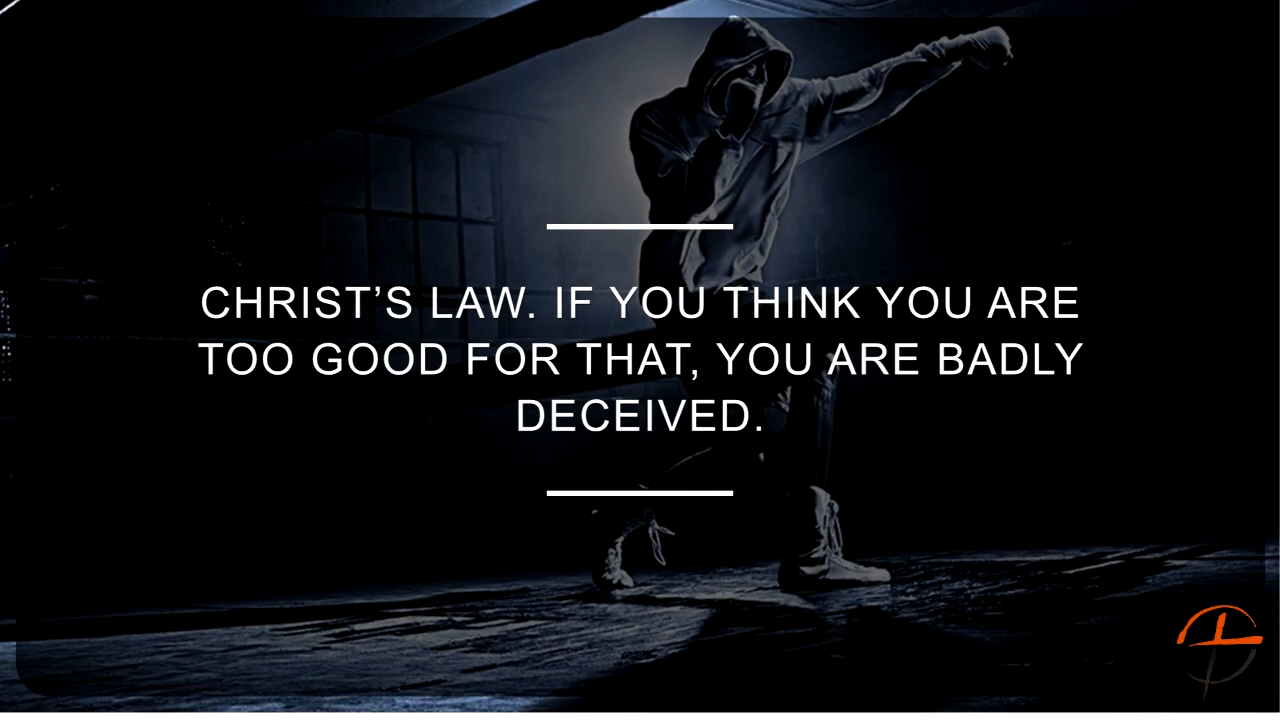 CHRIST’S LAW. IF YOU THINK YOU ARE
TOO GOOD FOR THAT, YOU ARE BADLY
DECEIVED.